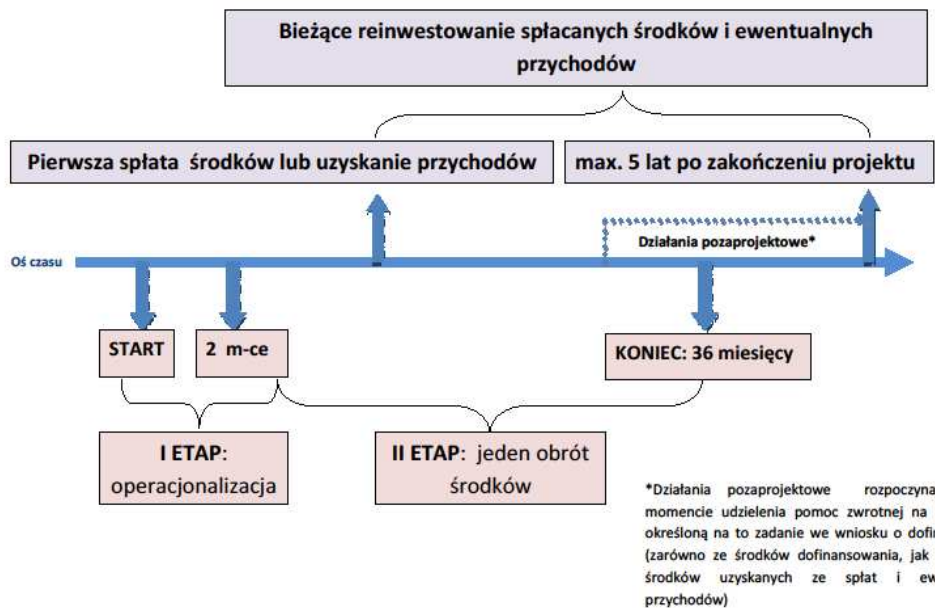 Bieżące reinwestowanie spłacanych środków i ewentualnych
przychodów
Pierwsza spłata środków lub uzyskanie przychodów
max. 5 lat po zakończeniu projektu
Działania pozaprojektowe*
Oś czasu
START
2 m-ce
KONIEC: 36 miesięcy
I ETAP:
operacjonalizacja
II ETAP: jeden obrót
środków
*Działania pozaprojektowe rozpoczyna
momencie udzielenia pomoc zwrotnej na
określoną na to zadanie we wniosku o dofi
(zarówno ze środków dofinansowania, jak
środków uzyskanych ze spłat i ew
przychodów)